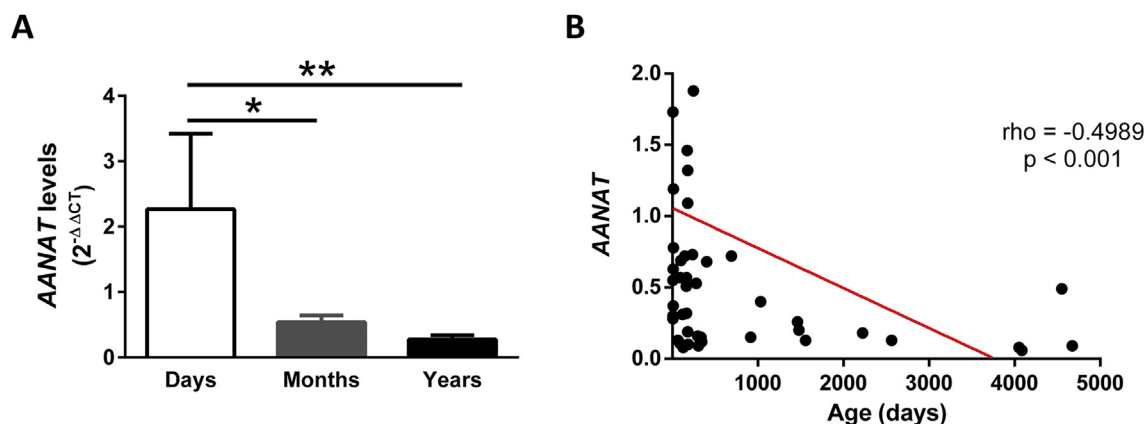 A
**
*
4
3
2
1
0
AANAT levels
(2^-ΔΔCT)
Days Months Years
B
2.0
1.5
1.0
0.5
0.0
AANAT
rho = -0.4989
p < 0.001
1000 2000 3000 4000 5000
Age (days)